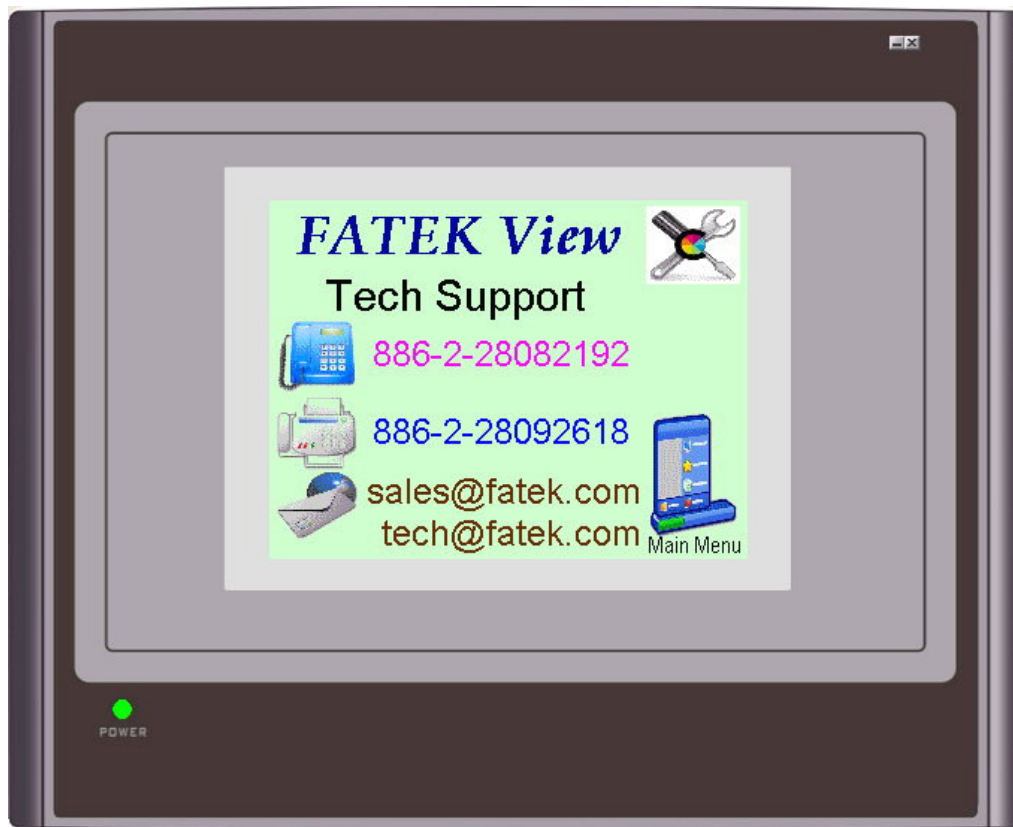 FATEK View
Tech Support
886-2-28082192
886-2-28092618
sales@fatek.com
tech@fatek.com
Main Menu
POWER